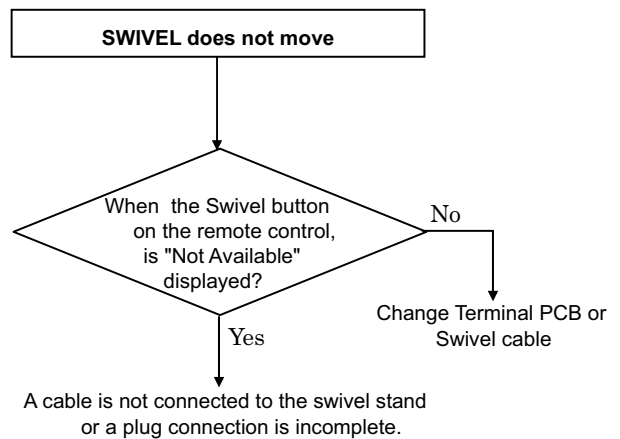 SWIVEL does not move
When the Swivel button
on the remote control,
is "Not Available"
displayed?
No
Change Terminal PCB or
Swivel cable
Yes
A cable is not connected to the swivel stand
or a plug connection is incomplete.